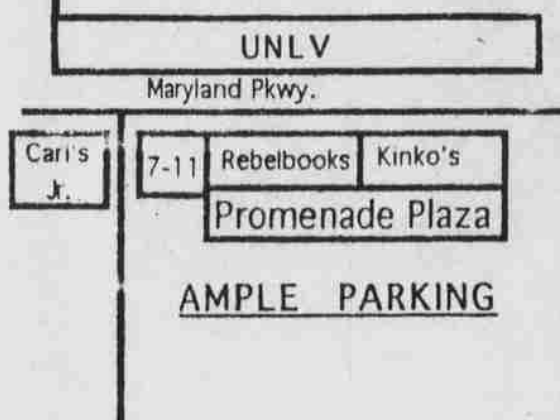 UNLV
Maryland Pkwy.
Carl's
Jr.
7-11
Rebelbooks
Kinko's
Promenade Plaza
AMPLE PARKING